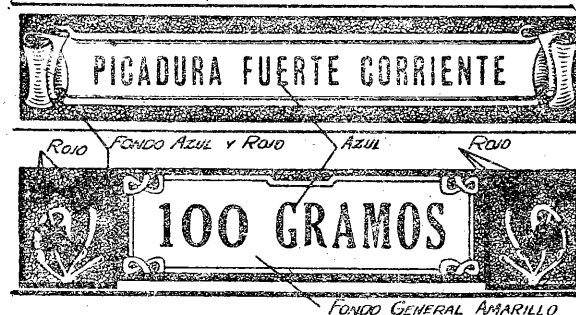 PICADURA FUERTE CORRIENTE
ROJO FONDO AZUL Y ROJO AZUL ROJO
100 GRAMOS
FONDO GENERAL AMARILLO